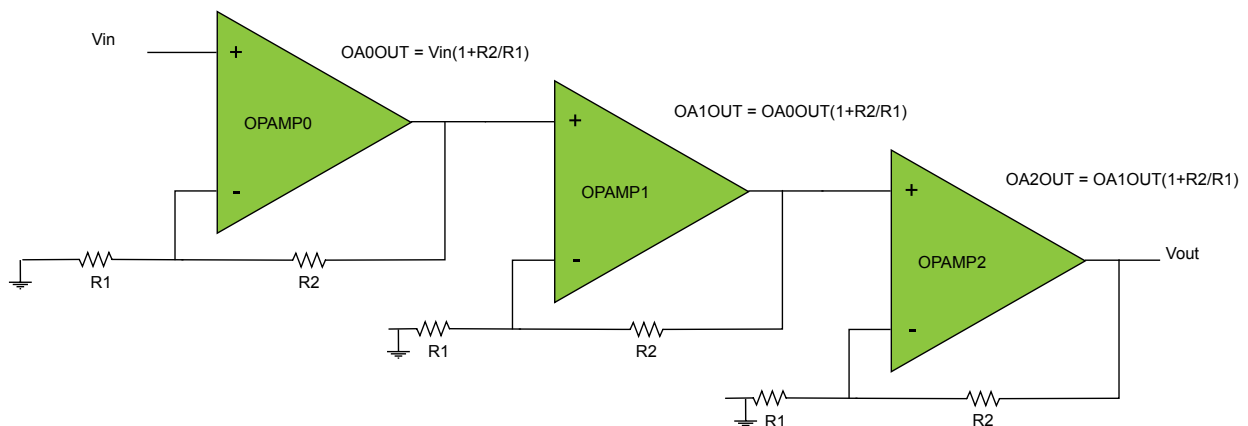 Vin
+
OA0OUT = Vin(1+R2/R1)
OPAMP0
-
R1
R2
+
OA1OUT = OA0OUT(1+R2/R1)
OPAMP1
-
R1
R2
+
OA2OUT = OA1OUT(1+R2/R1)
OPAMP2
Vout
-
R1
R2